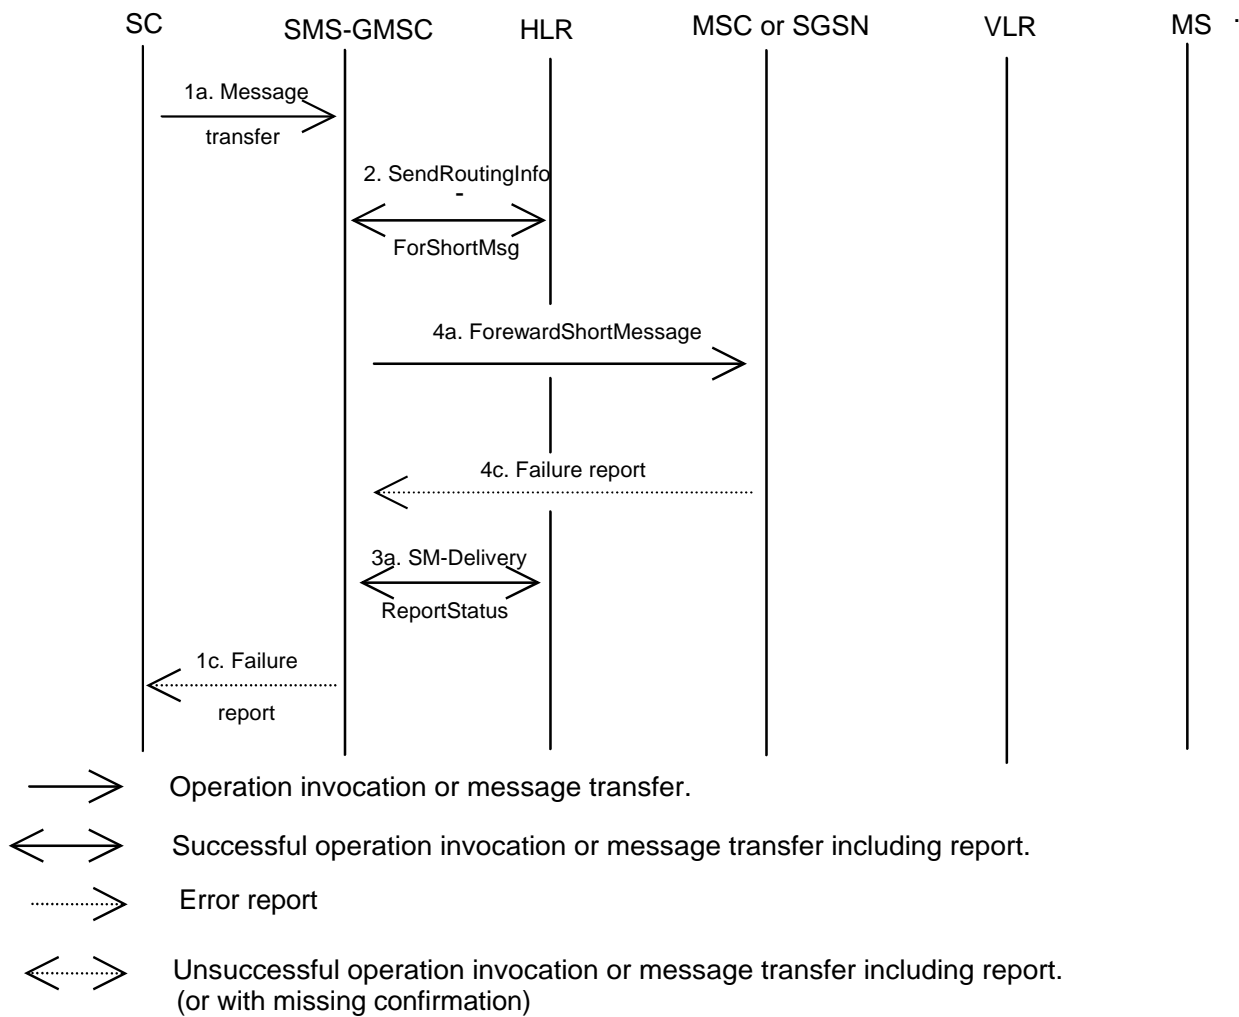 SC
SMS-GMSC
HLR
MSC or SGSN
VLR
MS
1a. Message
transfer
2. SendRoutingInfo
-
ForShortMsg
4a. ForewardShortMessage
4c. Failure report
3a. SM-Delivery
ReportStatus
1c. Failure
report
Operation invocation or message transfer.
Successful operation invocation or message transfer including report.
Error report
Unsuccessful operation invocation or message transfer including report.
(or with missing confirmation)